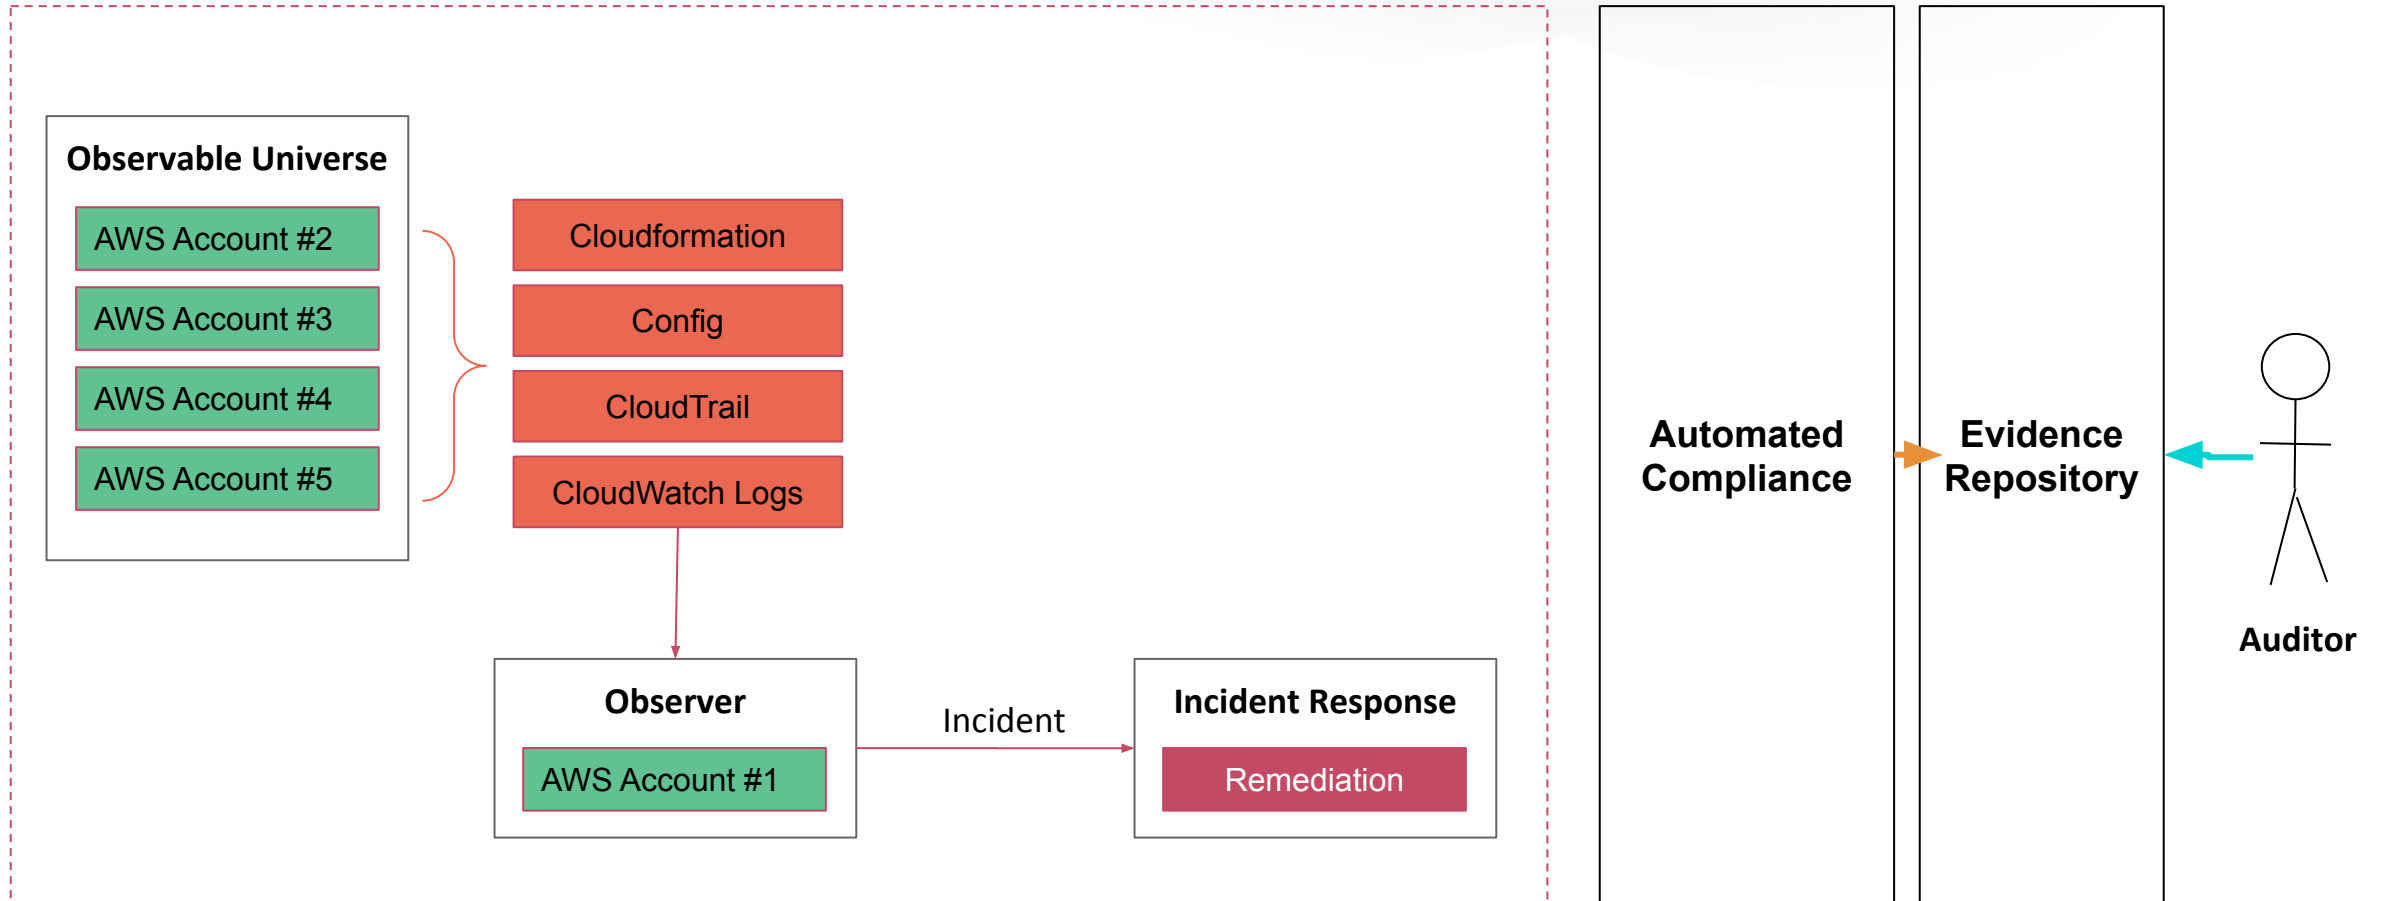 Observable Universe
AWS Account #2
AWS Account #3
AWS Account #4
AWS Account #5
Cloudformation
Config
CloudTrail
CloudWatch Logs
Observer
AWS Account #1
Incident
Incident Response
Remediation
Automated
Compliance
Evidence
Repository
Auditor